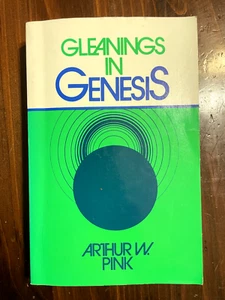 GLEANINGS
IN
GENESIS
ARTHUR W.
PINK